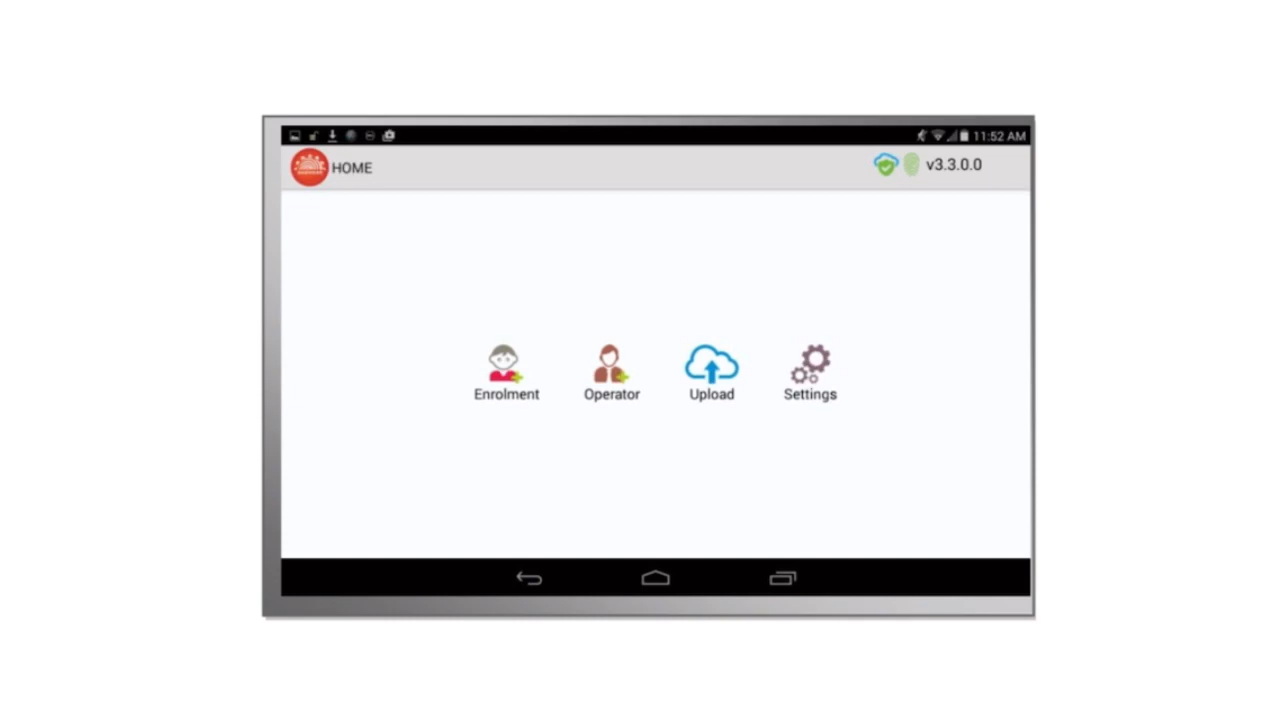 11:52 AM
HOME
v3.3.0.0
Enrolment
Operator
Upload
Settings